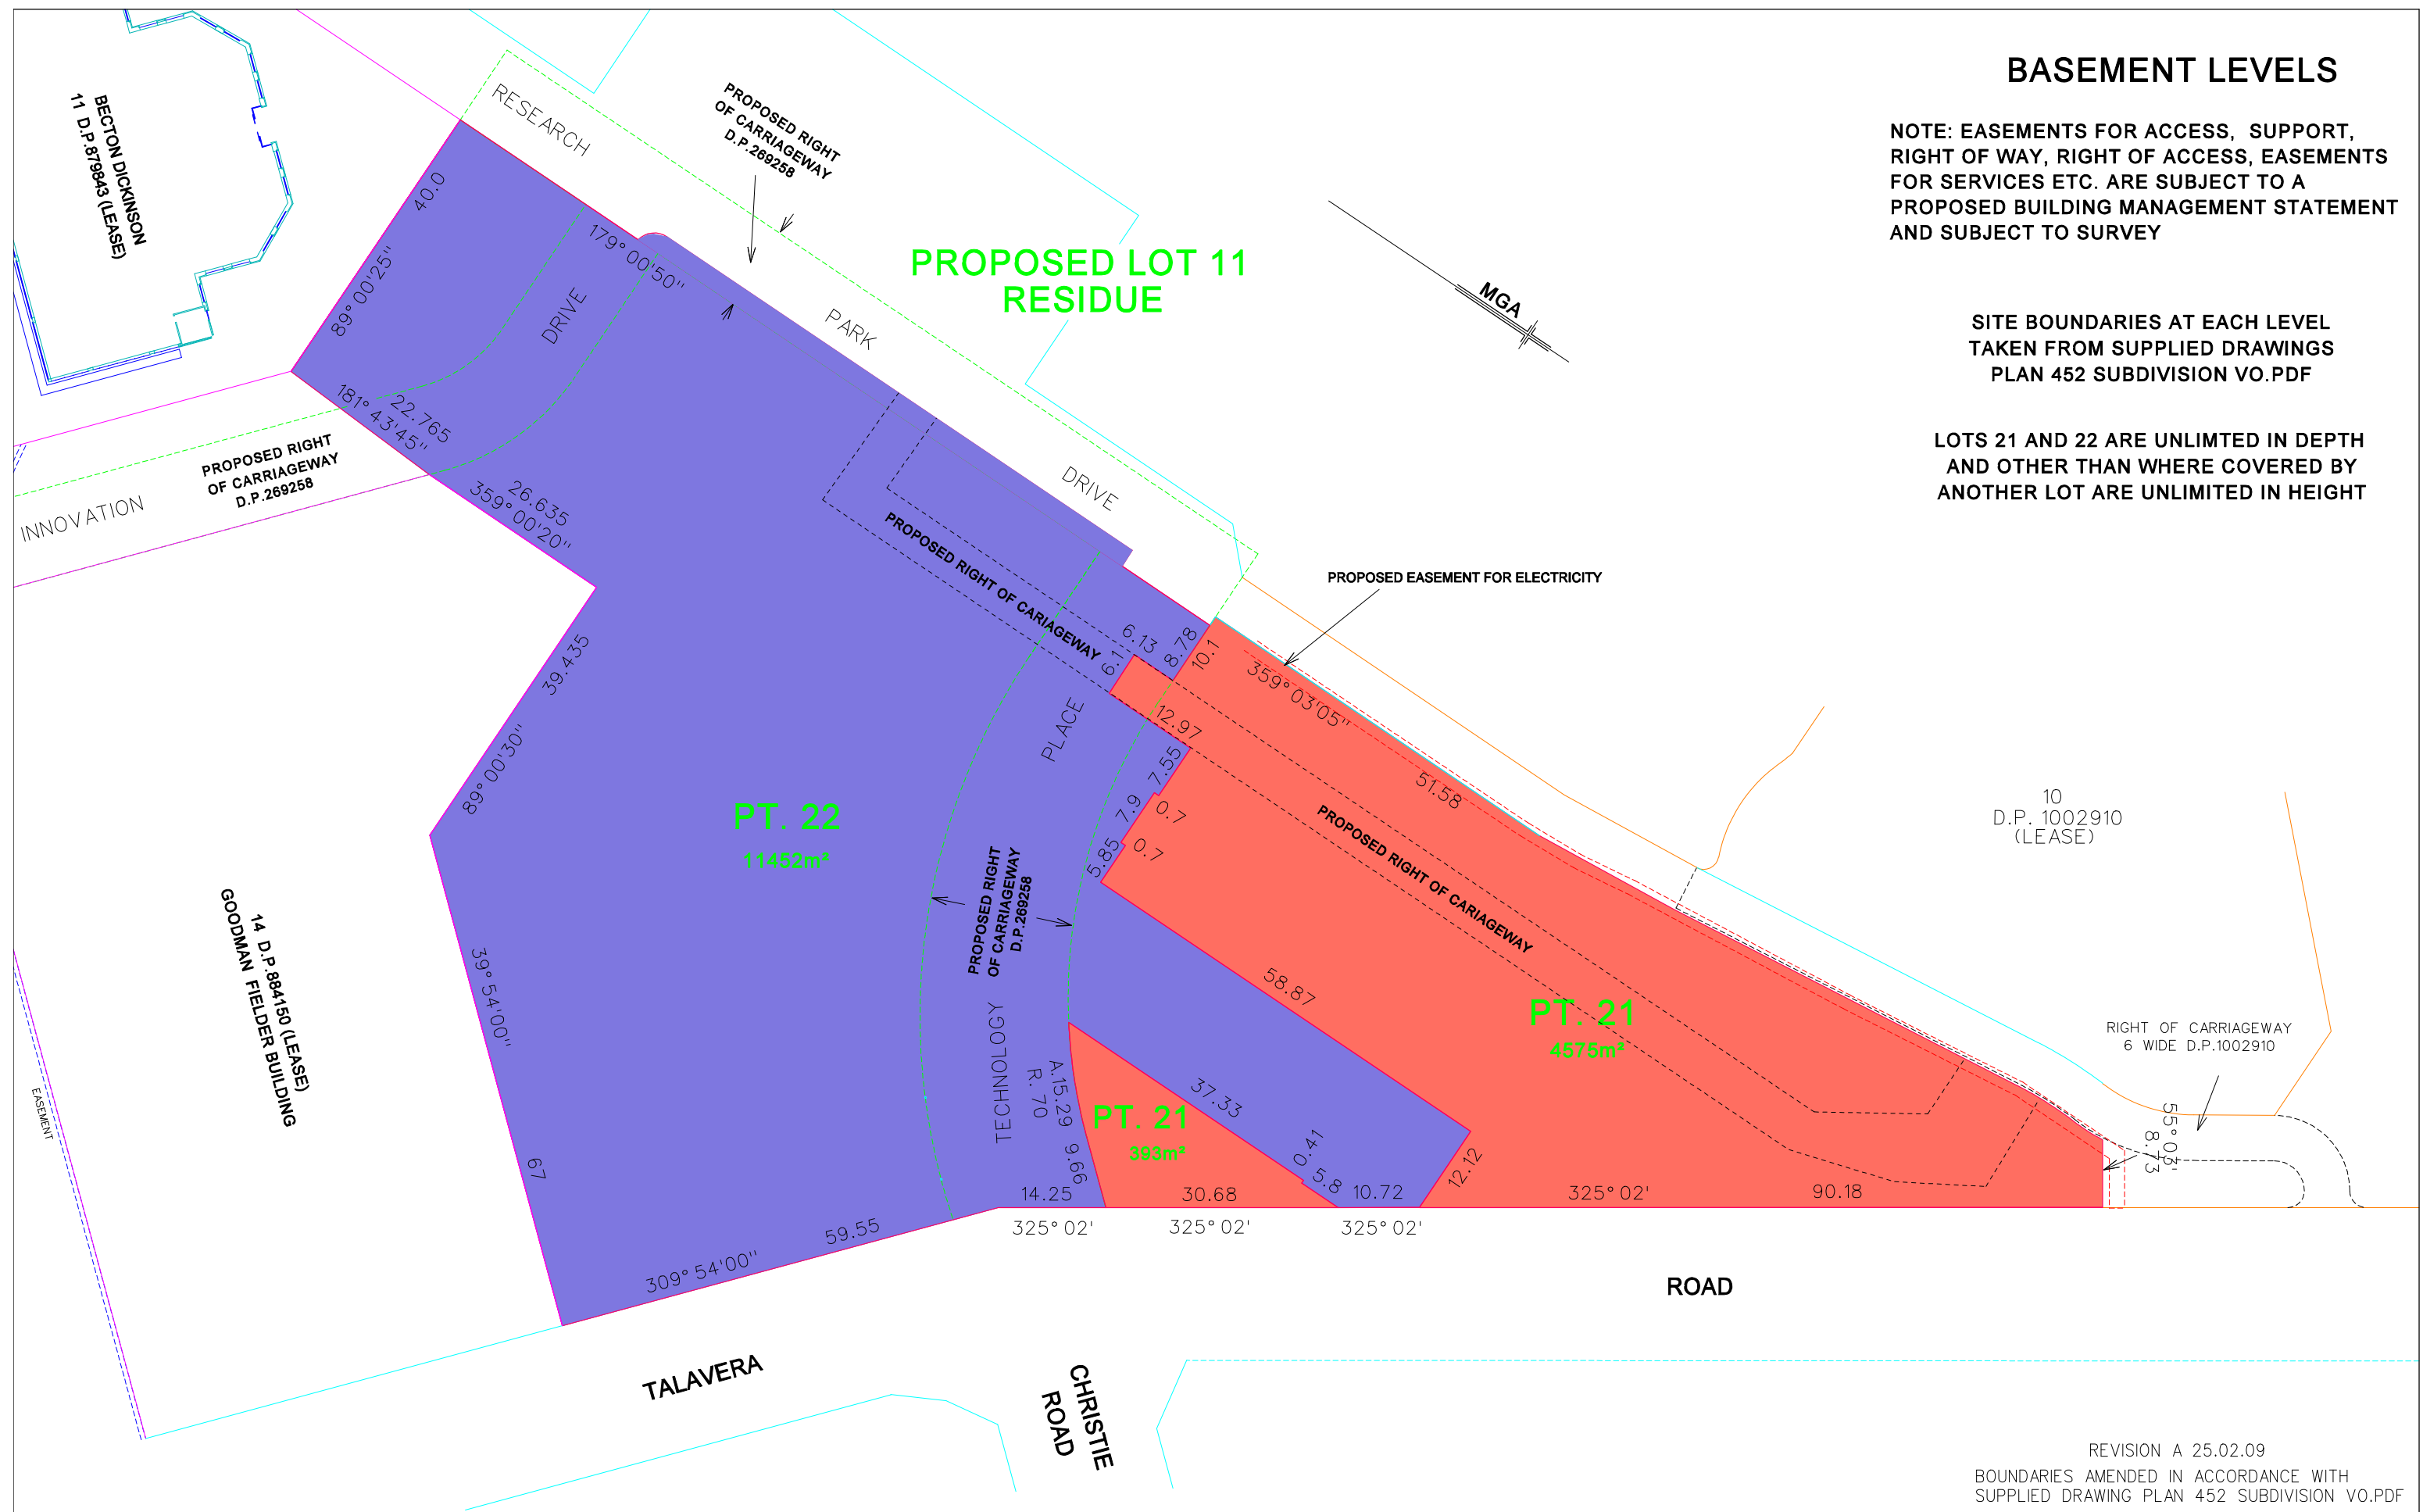 BASEMENT LEVELS
NOTE: EASEMENTS FOR ACCESS, SUPPORT,
RIGHT OF WAY, RIGHT OF ACCESS, EASEMENTS
FOR SERVICES ETC. ARE SUBJECT TO A
PROPOSED BUILDING MANAGEMENT STATEMENT
AND SUBJECT TO SURVEY
SITE BOUNDARIES AT EACH LEVEL
TAKEN FROM SUPPLIED DRAWINGS
PLAN 452 SUBDIVISION VO.PDF
LOTS 21 AND 22 ARE UNLIMTED IN DEPTH
AND OTHER THAN WHERE COVERED BY
ANOTHER LOT ARE UNLIMITED IN HEIGHT
BECTON DICKINSON
11 D.P.879843 (LEASE)
RESEARCH
PARK
DRIVE
PROPOSED RIGHT
OF CARRIAGEWAY
D.P.269258
PROPOSED LOT 11
RESIDUE
MGA
40.0
89° 00'25"
179° 00'50"
DRIVE
22.765
181° 43'45"
PROPOSED RIGHT
OF CARRIAGEWAY
D.P.269258
INNOVATION
26.635
359° 00'20"
39.435
89° 00'30"
PROPOSED RIGHT OF CARIAGEWAY
PROPOSED EASEMENT FOR ELECTRICITY
6.13
8.78
6.1
10.1
359° 03'05"
51.58
12.97
PLACE
7.55
7.9
0.7
0.7
5.85
PT. 22
11452m²
PROPOSED RIGHT
OF CARRIAGEWAY
D.P.269258
PROPOSED RIGHT OF CARIAGEWAY
10
D.P. 1002910
(LEASE)
14 D.P.884150 (LEASE)
GOODMAN FIELDER BUILDING
EASEMENT
39° 54'00"
67
TECHNOLOGY
A.15.29
R. 70
9.66
58.87
PT. 21
4575m²
37.33
PT. 21
393m²
0.41
5.8
12.12
RIGHT OF CARRIAGEWAY
6 WIDE D.P.1002910
55° 03'
8.73
14.25
30.68
10.72
325° 02'
90.18
325° 02'
325° 02'
325° 02'
59.55
309° 54'00"
ROAD
TALAVERA
CHRISTIE
ROAD
REVISION A 25.02.09
BOUNDARIES AMENDED IN ACCORDANCE WITH
SUPPLIED DRAWING PLAN 452 SUBDIVISION VO.PDF